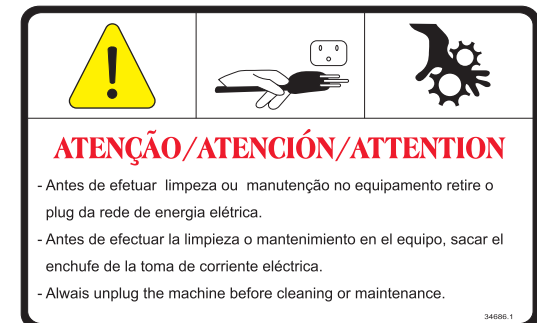 ATENÇÃO/ATENCIÓN/ATTENTION
- Antes de efetuar limpeza ou manutenção no equipamento retire o
plug da rede de energia elétrica.
- Antes de efectuar la limpieza o mantenimiento en el equipo, sacar el
enchufe de la toma de corriente eléctrica.
- Alwais unplug the machine before cleaning or maintenance.
34686.1